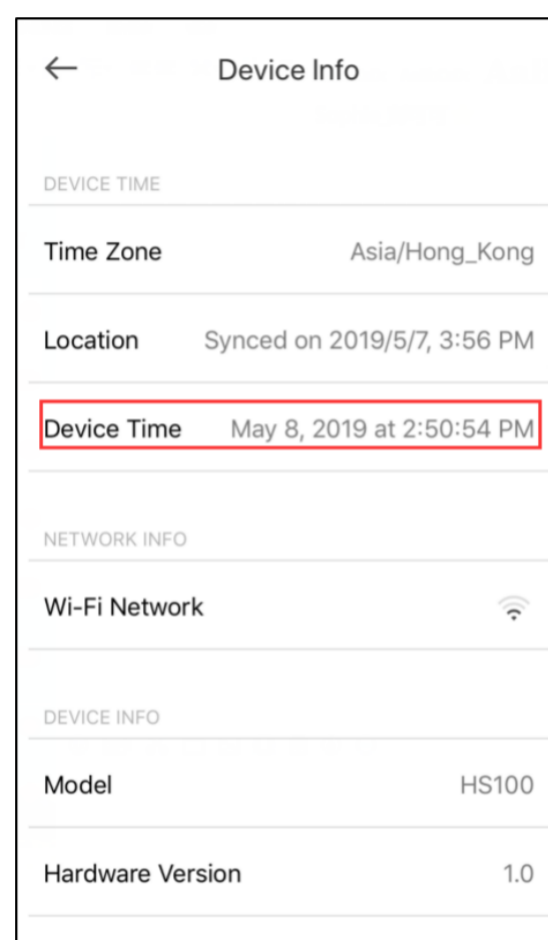 Device Info
DEVICE TIME
Time Zone Asia/Hong_Kong
Location Synced on 2019/5/7, 3:56 PM
Device Time May 8, 2019 at 2:50:54 PM
NETWORK INFO
Wi-Fi Network
DEVICE INFO
Model HS100
Hardware Version 1.0